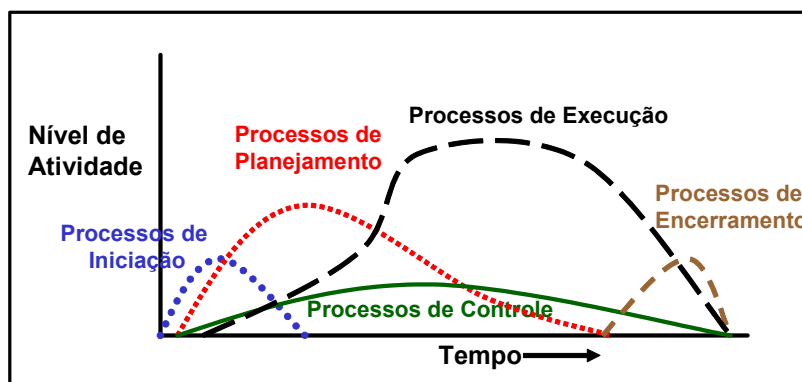 Processos de Execução
Nível de
Atividade
Processos de
Planejamento
Processos de
Encerramento
Processos de
Iniciação
Processos de Controle
Tempo